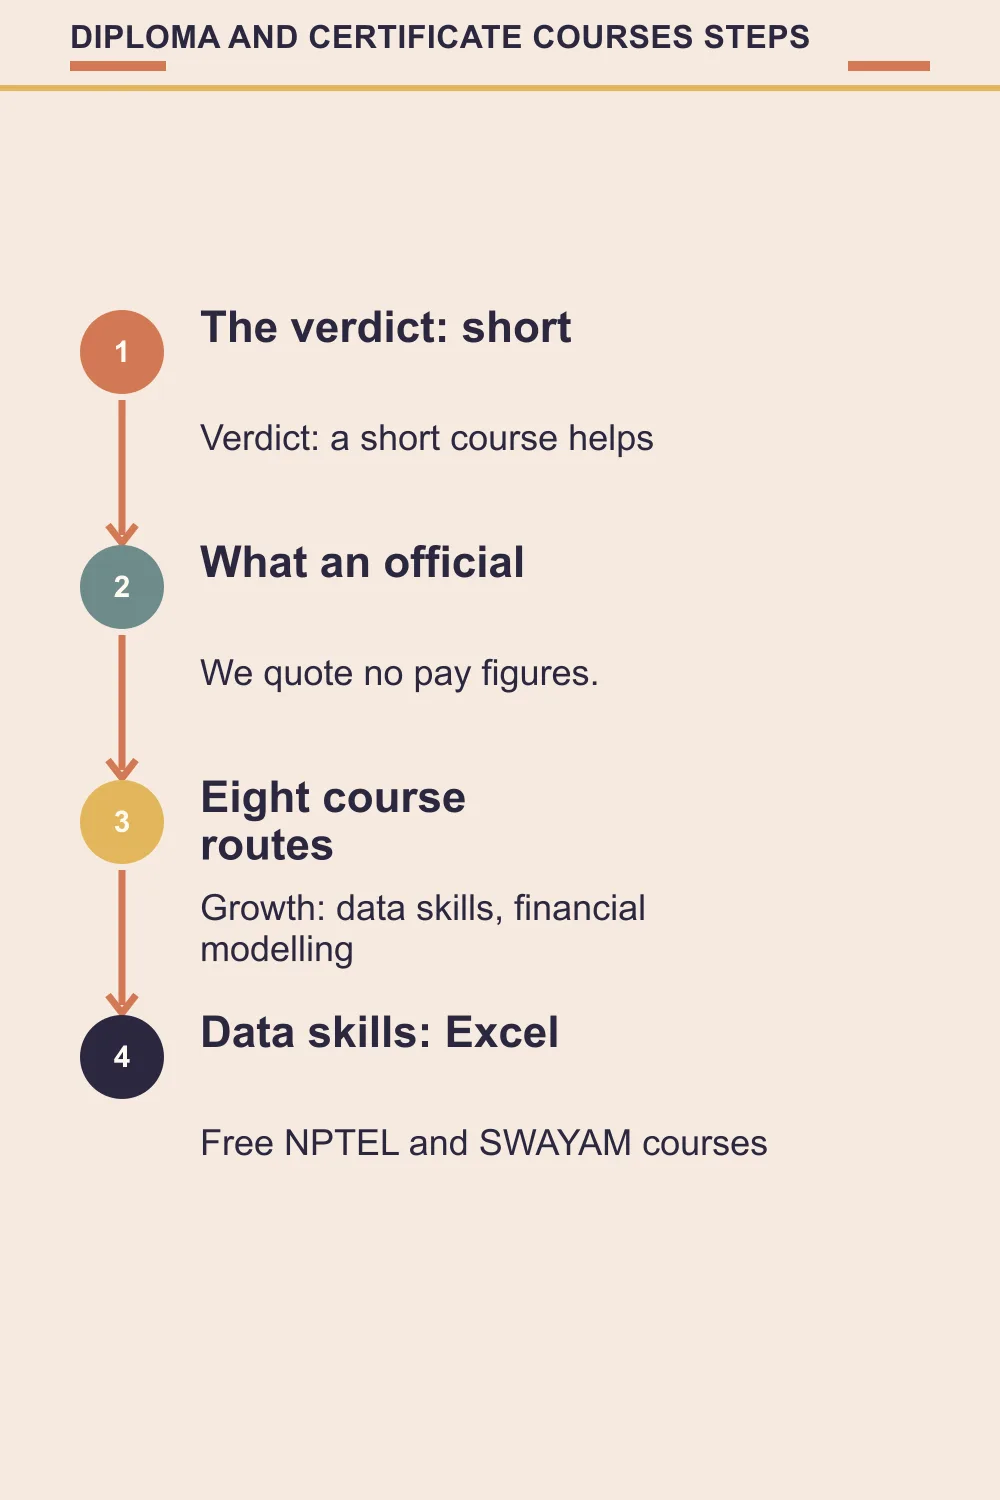 DIPLOMA AND CERTIFICATE COURSES STEPS
1
The verdict: short
Verdict: a short course helps
2
What an official
We quote no pay figures.
3
Eight course
routes
Growth: data skills, financial
modelling
4
Data skills: Excel
Free NPTEL and SWAYAM courses